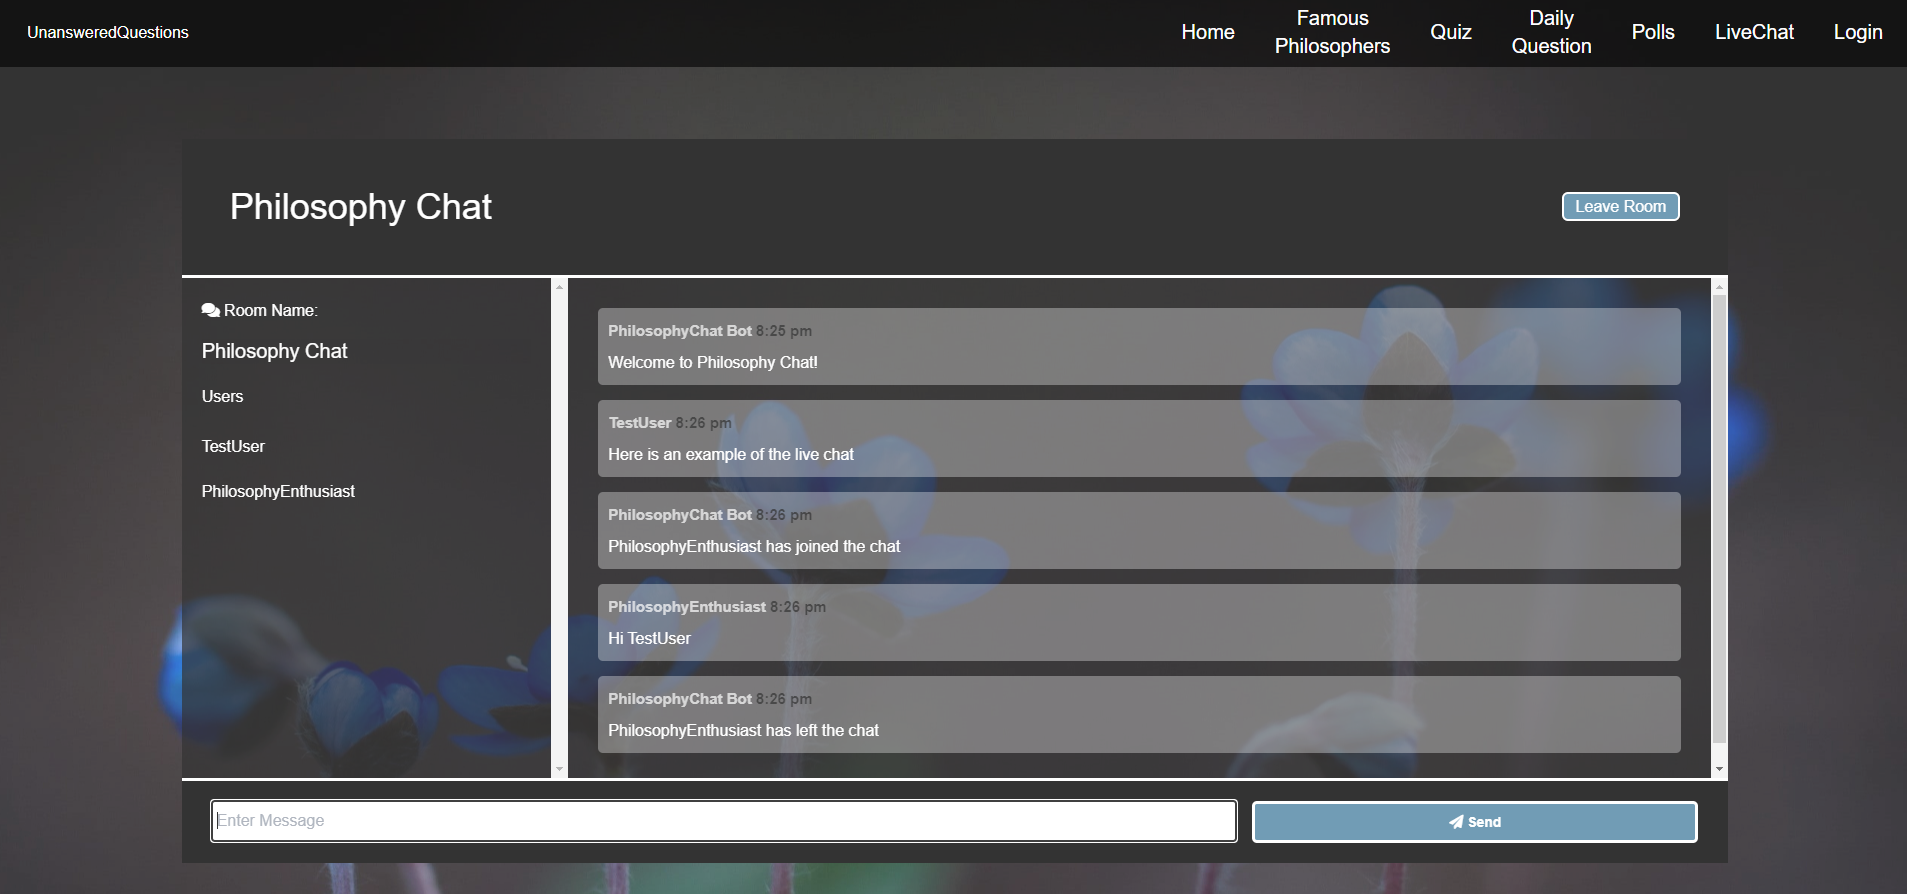 UnansweredQuestions
Home
Famous
Philosophers
Quiz
Daily
Question
Polls
LiveChat
Login
Philosophy Chat
Leave Room
Room Name:
Philosophy Chat
Users
TestUser
PhilosophyEnthusiast
PhilosophyChat Bot 8:25 pm
Welcome to Philosophy Chat!
TestUser 8:26 pm
Here is an example of the live chat
PhilosophyChat Bot 8:26 pm
PhilosophyEnthusiast has joined the chat
PhilosophyEnthusiast 8:26 pm
Hi TestUser
PhilosophyChat Bot 8:26 pm
PhilosophyEnthusiast has left the chat
Enter Message
Send